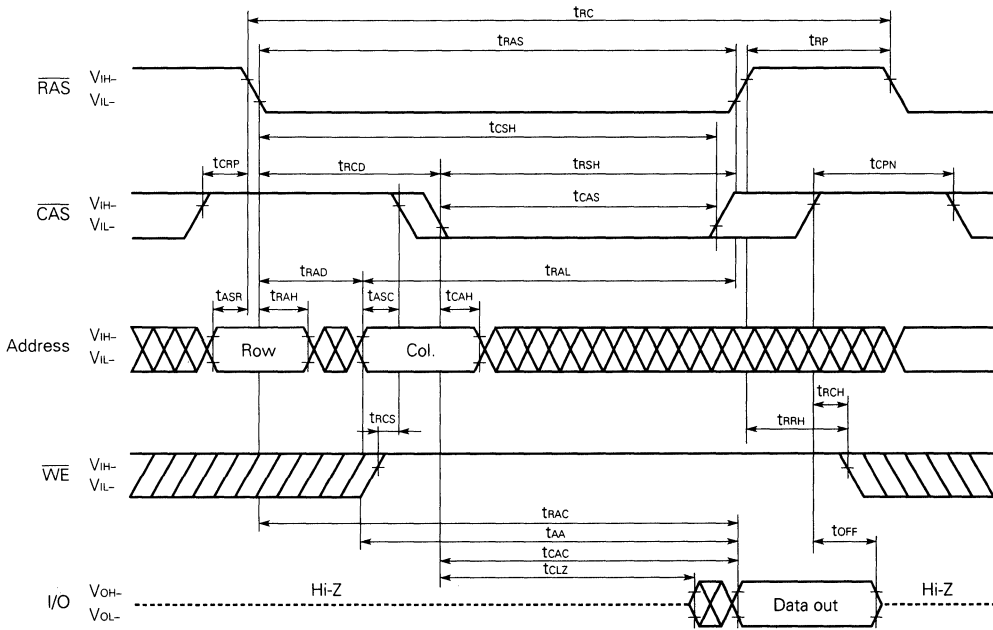 tRC
tRAS
tRP
RAS
VIH–
VIL–
tCSH
tCRP
tRCD
tRSH
tCPN
CAS
VIH–
VIL–
tCAS
tRAD
tRAL
tASR
tRAH
tASC
tCAH
Address
VIH–
VIL–
Row
Col.
tRCH
tRCS
tRRH
WE
VIH–
VIL–
tRAC
tAA
tOFF
tCAC
tCLZ
I/O
VOH–
VOL–
Hi-Z
Data out
Hi-Z